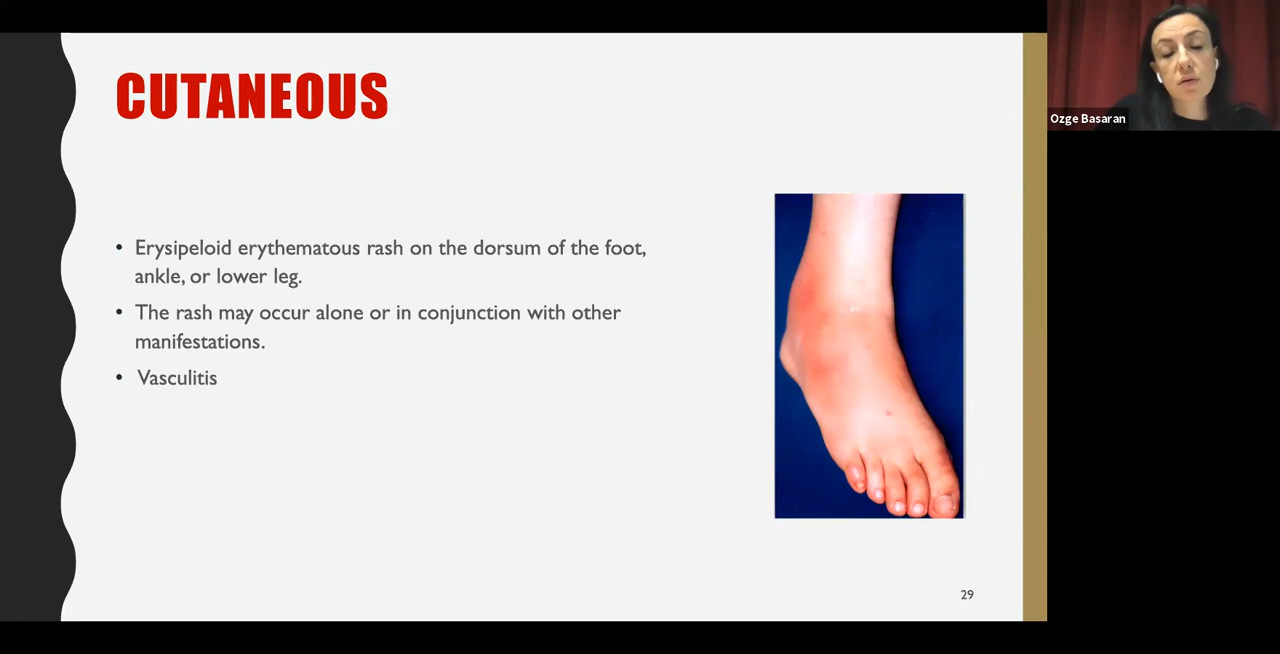 CUTANEOUS
Ozge Basaran
• Erysipeloid erythematous rash on the dorsum of the foot,
ankle, or lower leg.
• The rash may occur alone or in conjunction with other
manifestations.
• Vasculitis
29